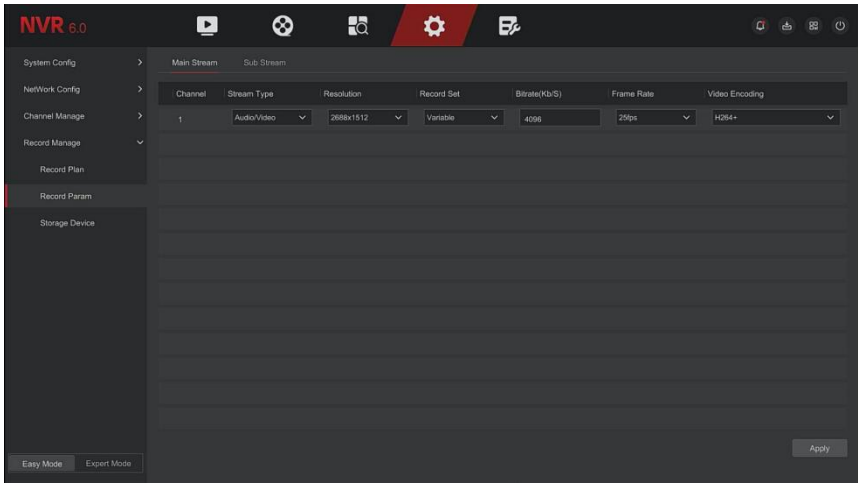 NVR 6.0
System Config
NetWork Config
Channel Manage
Record Manage
Record Plan
Record Param
Storage Device
Easy Mode Expert Mode
Main Stream Sub Stream
Channel Stream Type Resolution Record Set Bitrate(Kb/S) Frame Rate Video Encoding
1 Audio/Video 2688x1512 Variable 4096 25fps H264+
Apply